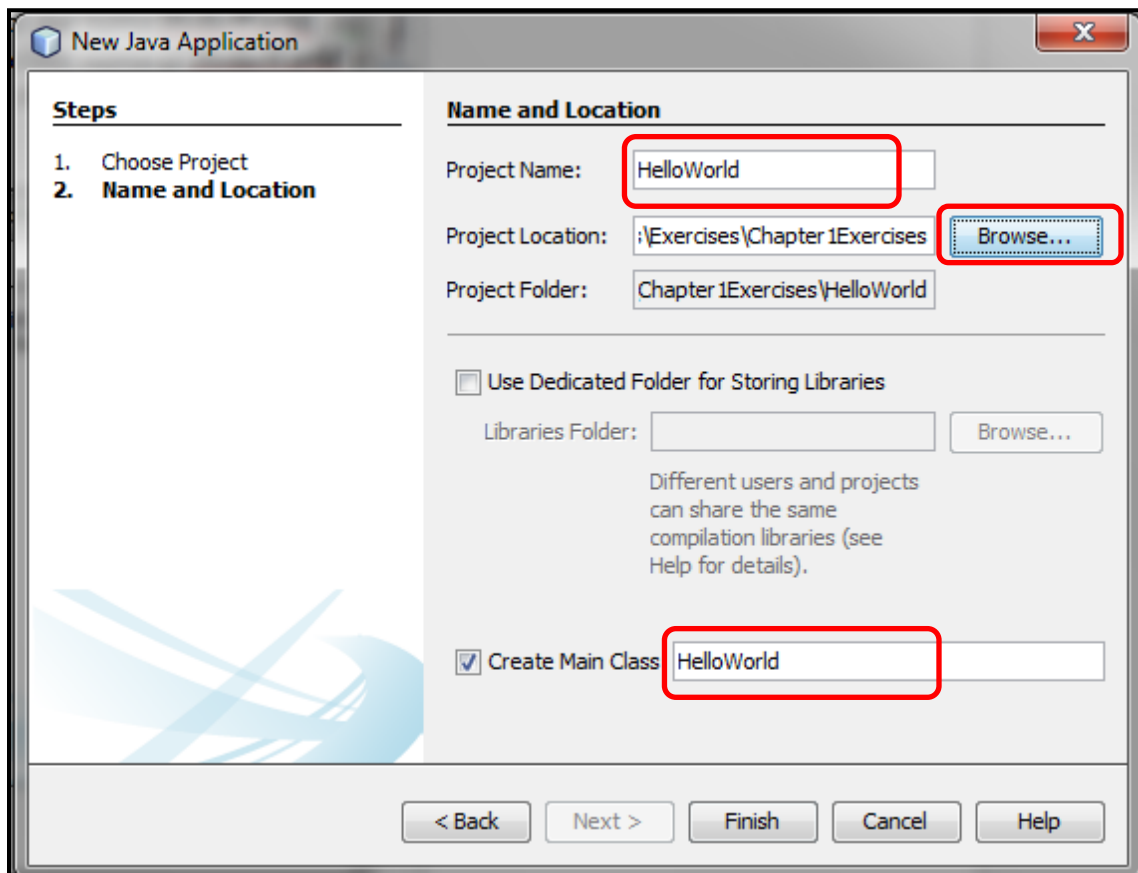 New Java Application
Steps
1. Choose Project
2. Name and Location
Name and Location
Project Name: HelloWorld
Project Location: :\Exercises\Chapter1Exercises Browse...
Project Folder: Chapter1Exercises\HelloWorld
Use Dedicated Folder for Storing Libraries
Libraries Folder: Browse...
Different users and projects
can share the same
compilation libraries (see
Help for details).
Create Main Class HelloWorld
< Back Next > Finish Cancel Help